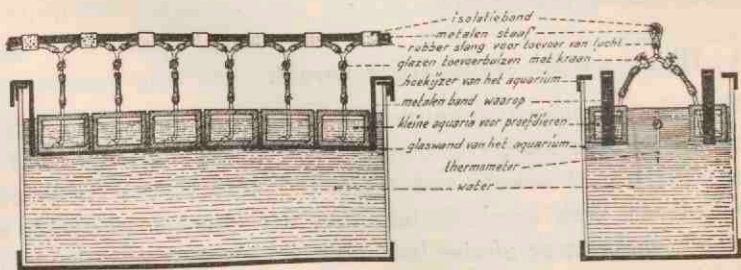 isolatieband
metalen staaf
rubber slang voor toevoer van lucht
glazen toevoerbuizen met kraan
hoekijzer van het aquarium
metalen band waarop
kleine aquaria voor proefdieren
glaswand van het aquarium
thermometer
water